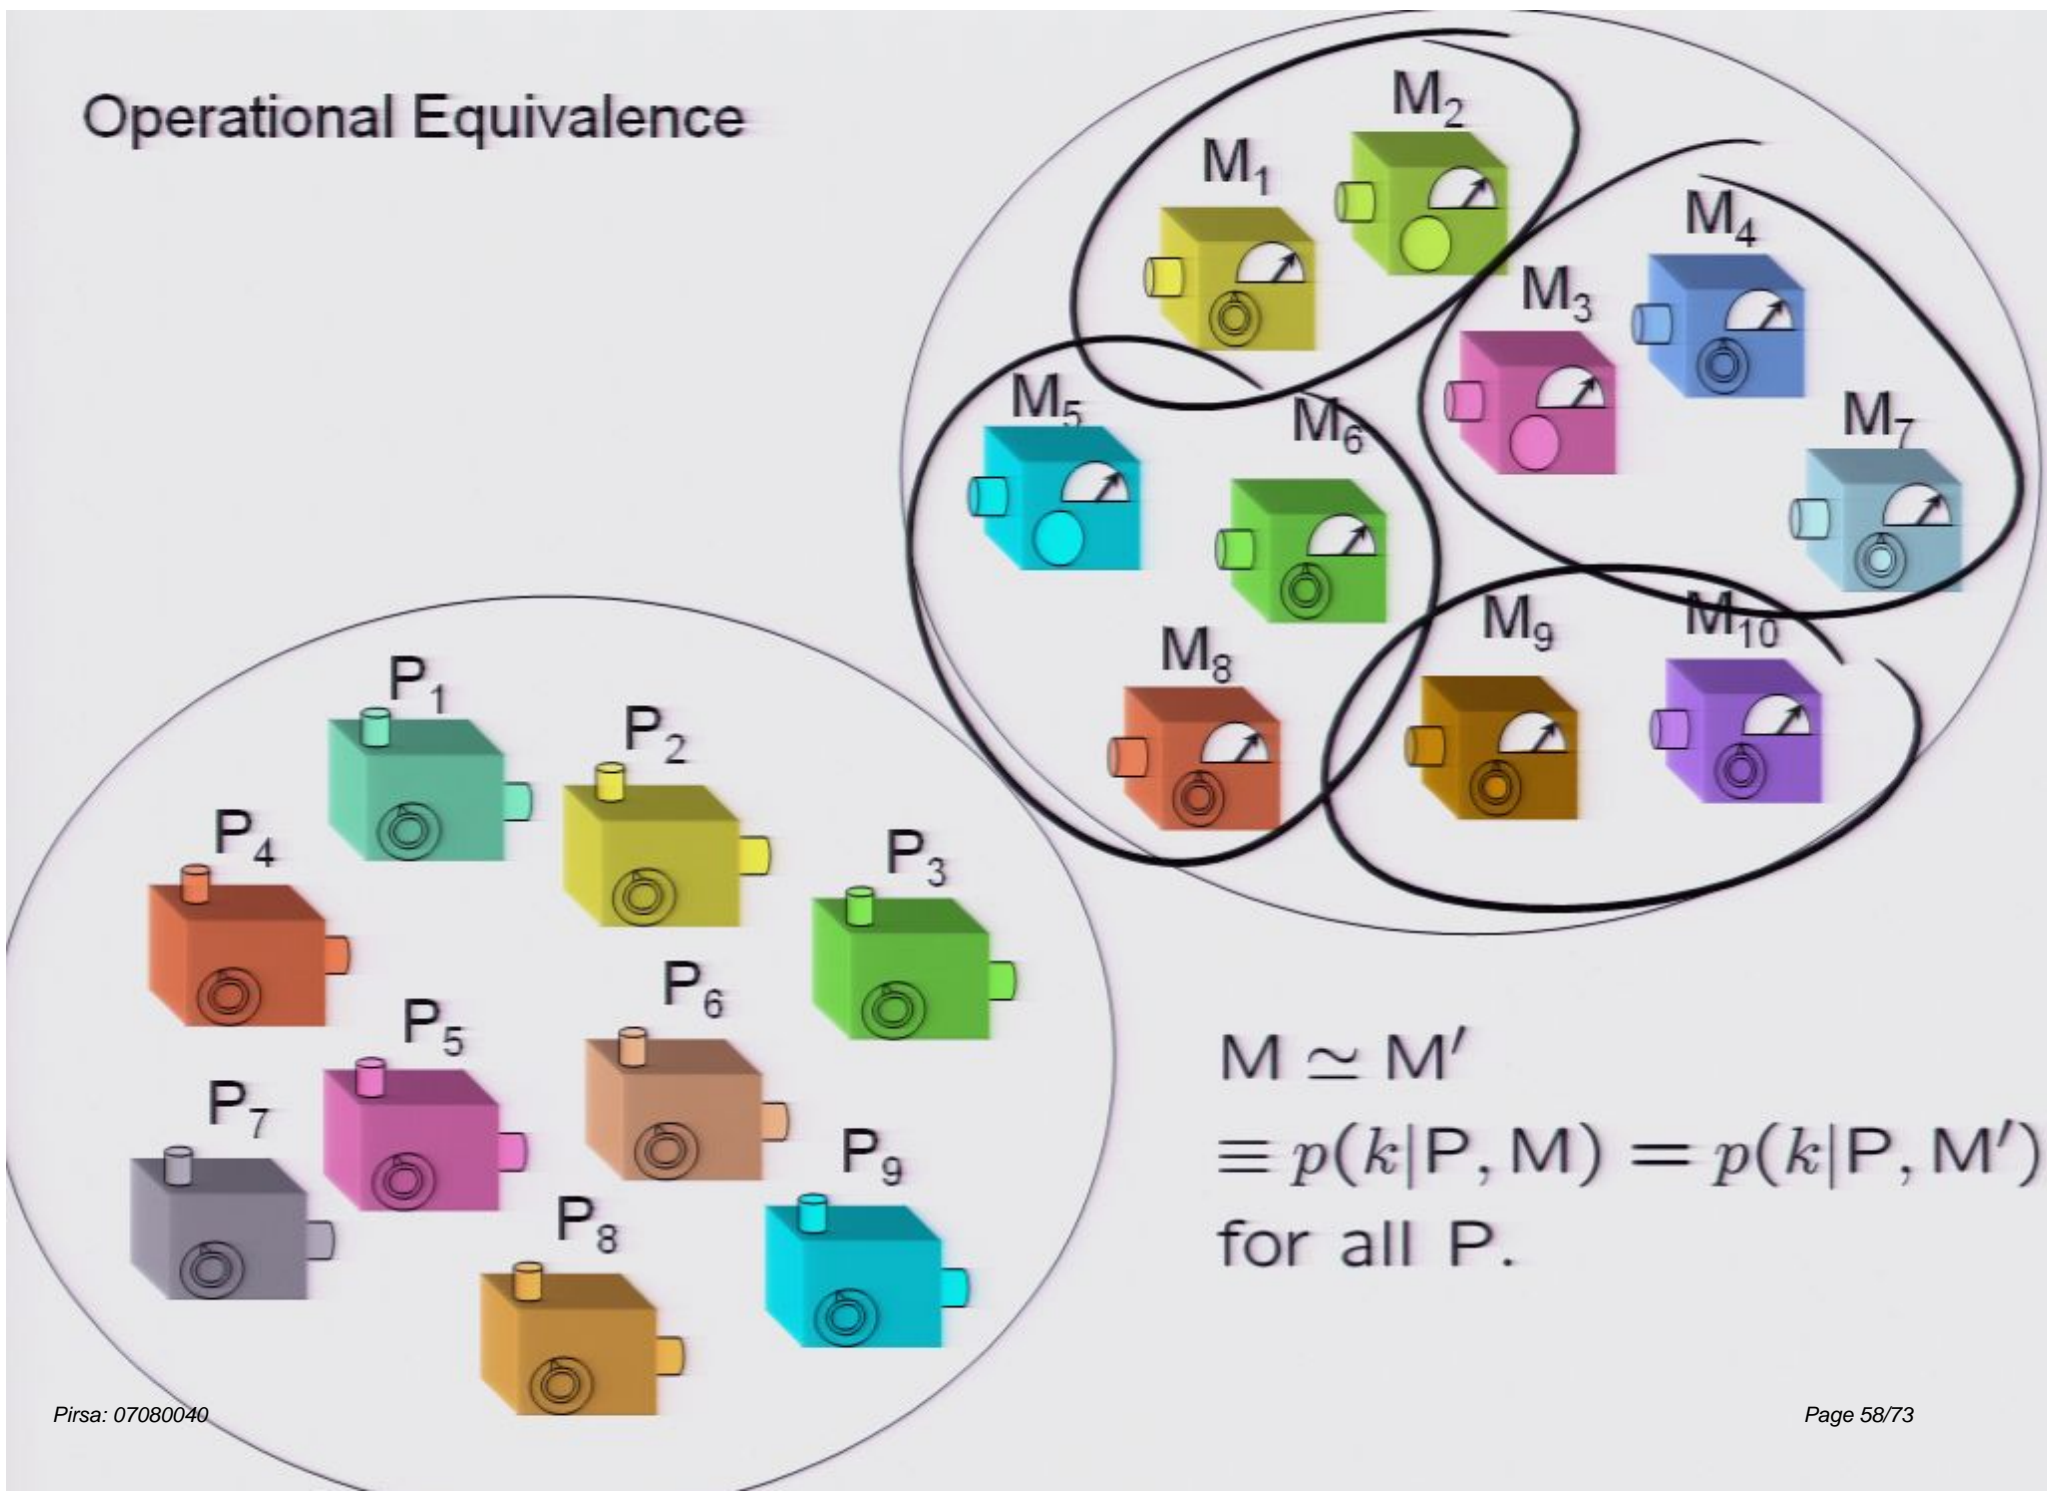 Operational Equivalence
M₂
M₁
M₄
M₃
M₅
M₆
M₇
M₉
M₁₀
M₈
P₁
P₂
P₄
P₃
P₆
P₅
P₇
P₉
P₈
M ≃ M′
≡ p(k|P, M) = p(k|P, M′)
for all P.
Pirsa: 07080040
Page 58/73